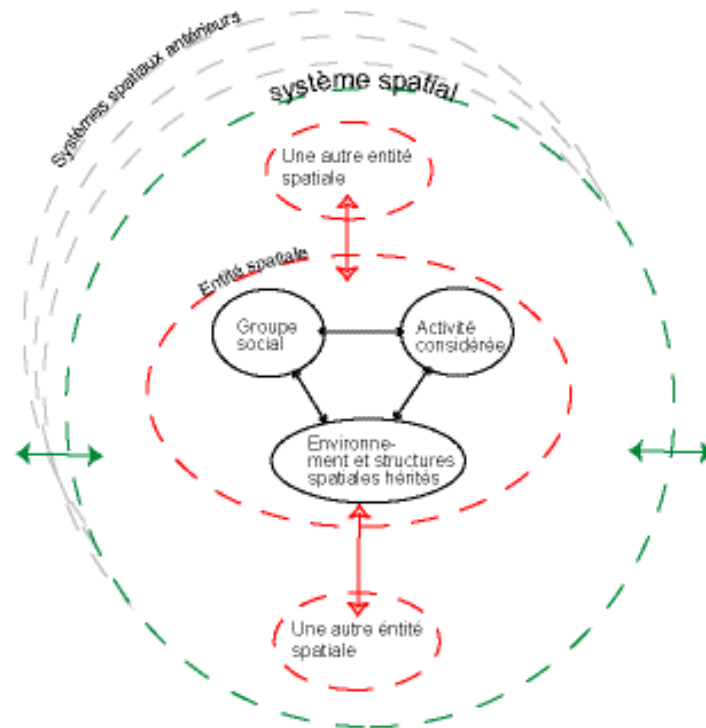 Systèmes spatiaux antérieurs
système spatial
Une autre entité
spatiale
Entité spatiale
Groupe
social
Activité
considérée
Environne-
ment et structures
spatiales hérités
Une autre éntité
spatiale